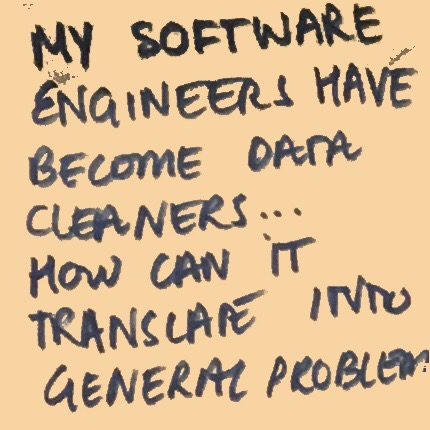 MY SOFTWARE
ENGINEERS HAVE
BECOME DATA
CLEANERS...
HOW CAN IT
TRANSLATE INTO
GENERAL PROBLEM